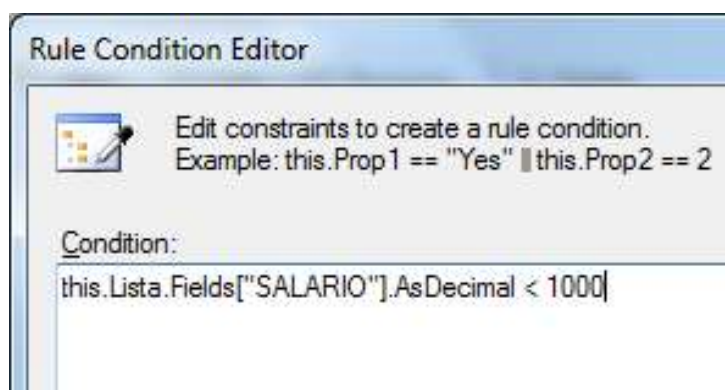 Rule Condition Editor
Edit constraints to create a rule condition.
Example: this.Prop1 == "Yes" || this.Prop2 == 2
Condition:
this.Lista.Fields["SALARIO"].AsDecimal < 1000